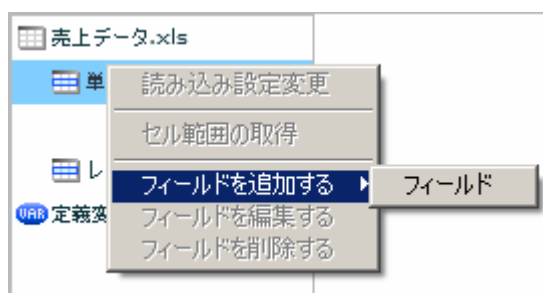 売上データ.xls
単
読み込み設定変更
セル範囲の取得
レ
フィールドを追加する
フィールド
VAR 定義変
フィールドを編集する
フィールドを削除する